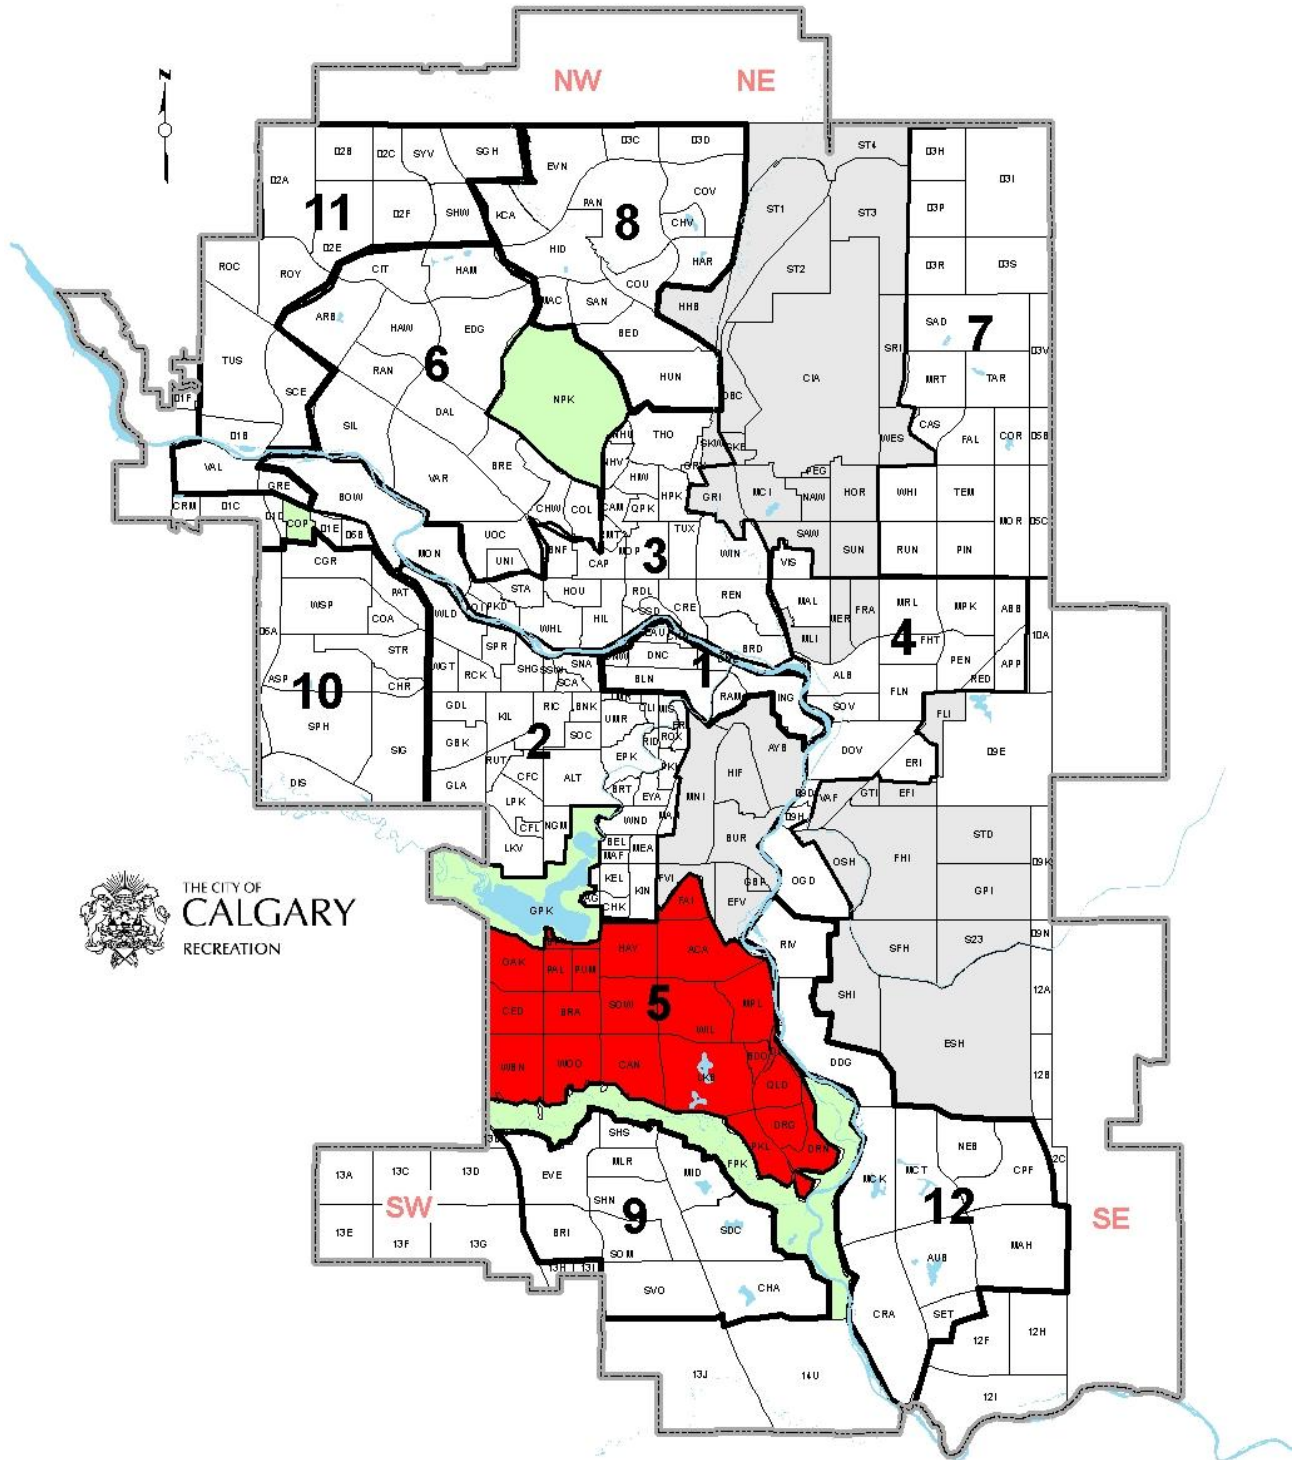 NW NE
N
D2B D2C SYV SGH EVN D3C D3D ST4 D3H D3I
D2A 11 D2F SHW KCA PAN 8 COV CHV ST1 ST3 D3P
D2E HID HAR
ROC ROY CIT HAM COU ST2 D3R D3S
MAC SAN HHB
ARB HAW EDG BED SAD 7 D3V
6 SRI
TUS RAN HUN CIA MRT TAR
SCE DAL NPK
D1F SIL THO CAS FAL COR D5B
D1B WES
VAL VAR BRE HIW PEG
GRE BOW HPK GRI MCI NAW HOR WHI TEM
CRM D1C CHW COL CAM QPK MOR D5C
COP D1E UOC TUX SAW
MON BNF 3 WIN SUN RUN PIN
CGR UNI CAP VIS
PAT STA HOU RDL REN MAL FRA MRL MPK ABB
WSP WLD PKD SSD CRE MER 10A
COA WHL HIL MLI 4 FHT
STR SPR BRD PEN APP
WGT SHG SNA DNC 1 ALB
ASP 10 CHR RCK SCA BLN RED
FLN
GDL RIC BNK RAM ING SOV FLI
SPH KIL 2 SOC UMR ROX AYB DOV D9E
SIG GBK RID ERI
RUT EPK HIF
DIS GLA CFC ALT BRT EYA MNI VAF GTI EFI
LPK D9H
CFL NGM WND BUR STD
LKV BEL MEA OSH FHI D9K
MAF OGD
KEL KIN FVI GPI
GPK CHK FAI EFV
THE CITY OF
CALGARY
RECREATION
RIV SFH S23 D9N
OAK PAL PUM HAY ACA
5 SHI 12A
CED BRA SOW MPL
WIL ESH
WBN WOO CAN DDG 12B
QLD
DRG
SHS PKL DRN NEB
13A 13C 13D EVE MLR MID FPK MCK MCT CPF
SW SHN 12 SE
13E 13F 13G BRI 9 SDC MAH
SOM AUB
13H 13I SVO CHA
CRA SET
12F 12H
13J 14U
12I